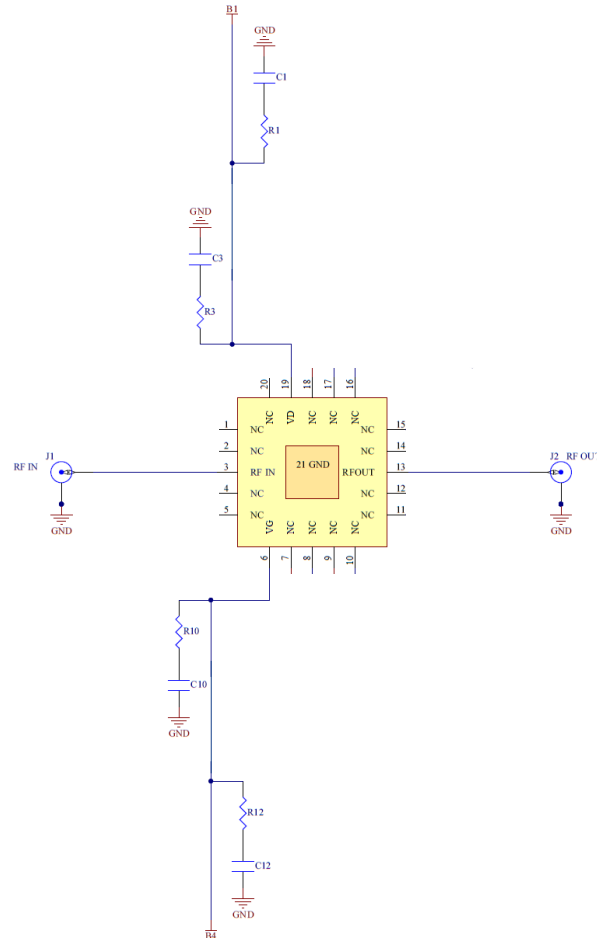 B1
GND
C1
R1
GND
C3
R3
20 19 18 17 16
NC VD NC NC NC
1 NC NC 15
2 NC NC 14
J1 J2 RF OUT
RF IN 3 RF IN 21 GND RFOUT 13
4 NC NC 12
5 NC NC 11
VG NC NC NC NC
GND GND
6 7 8 9 10
R10
C10
GND
R12
C12
GND
B4